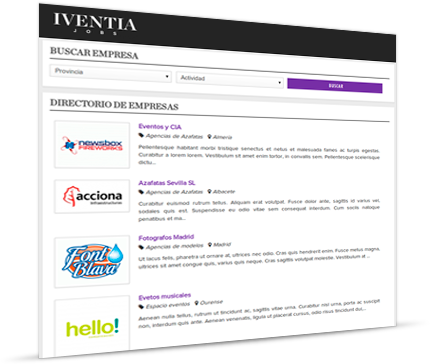 IVENTIA
JOBS
BUSCAR EMPRESA
Provincia Actividad BUSCAR
DIRECTORIO DE EMPRESAS
newsbox
FIREWORKS
Eventos y CIA
Agencias de Azafatas Almería
Pellentesque habitant morbi tristique senectus et netus et malesuada fames ac turpis egestas.
Curabitur a lorem lorem. Vestibulum sit amet enim tortor, in convallis sem. Pellentesque scelerisque
dictu...
acciona
Infraestructuras
Azafatas Sevilla SL
Agencias de Azafatas Albacete
Curabitur euismod rutrum tellus. Aliquam erat volutpat. Fusce dolor ante, sagittis id varius vel,
sodales quis est. Suspendisse eu odio vitae sem consequat interdum. Cum sociis natoque
penatibus et ma...
Font
Blava
Fotografos Madrid
Agencias de modelos Madrid
Ut lacus felis, pharetra ut ornare at, ultrices nec odio. Cras quis hendrerit enim. Fusce metus magna,
ultrices sit amet congue quis, varius quis neque. Cras sagittis volutpat molestie. Vestibulum at ...
hello!
Evetos musicales
Espacio eventos Ourense
Aenean nulla tellus, rutrum ut tincidunt ac, sagittis vitae urna. Curabitur nisl urna, porta ac suscipit
non, interdum quis ante. Aenean venenatis, ligula ut placerat cursus, odio risus tincidunt dui...